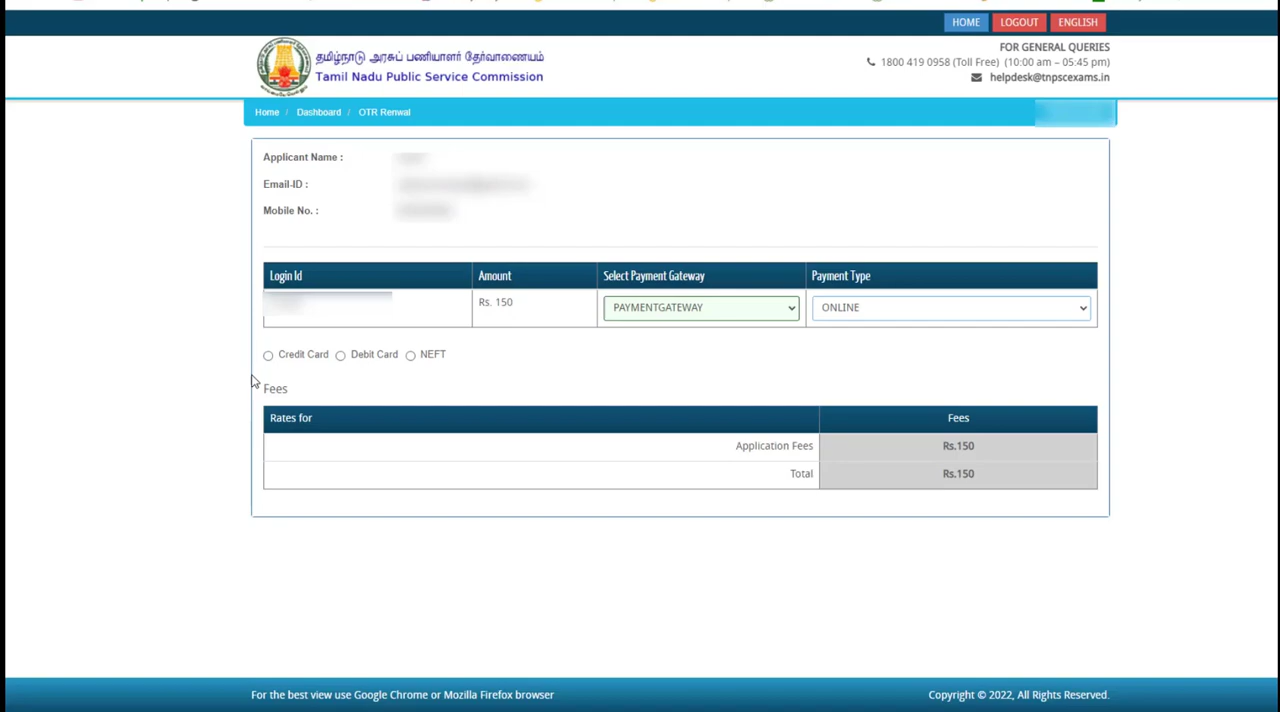 HOME LOGOUT ENGLISH
தமிழ்நாடு அரசுப் பணியாளர் தேர்வாணையம்
Tamil Nadu Public Service Commission
FOR GENERAL QUERIES
1800 419 0958 (Toll Free) (10:00 am – 05:45 pm)
helpdesk@tnpscexams.in
Home / Dashboard / OTR Renwal
Applicant Name :
Email-ID :
Mobile No. :
Login Id Amount Select Payment Gateway Payment Type
Rs. 150 PAYMENTGATEWAY ONLINE
Credit Card Debit Card NEFT
Fees
Rates for Fees
Application Fees Rs.150
Total Rs.150
For the best view use Google Chrome or Mozilla Firefox browser
Copyright © 2022, All Rights Reserved.